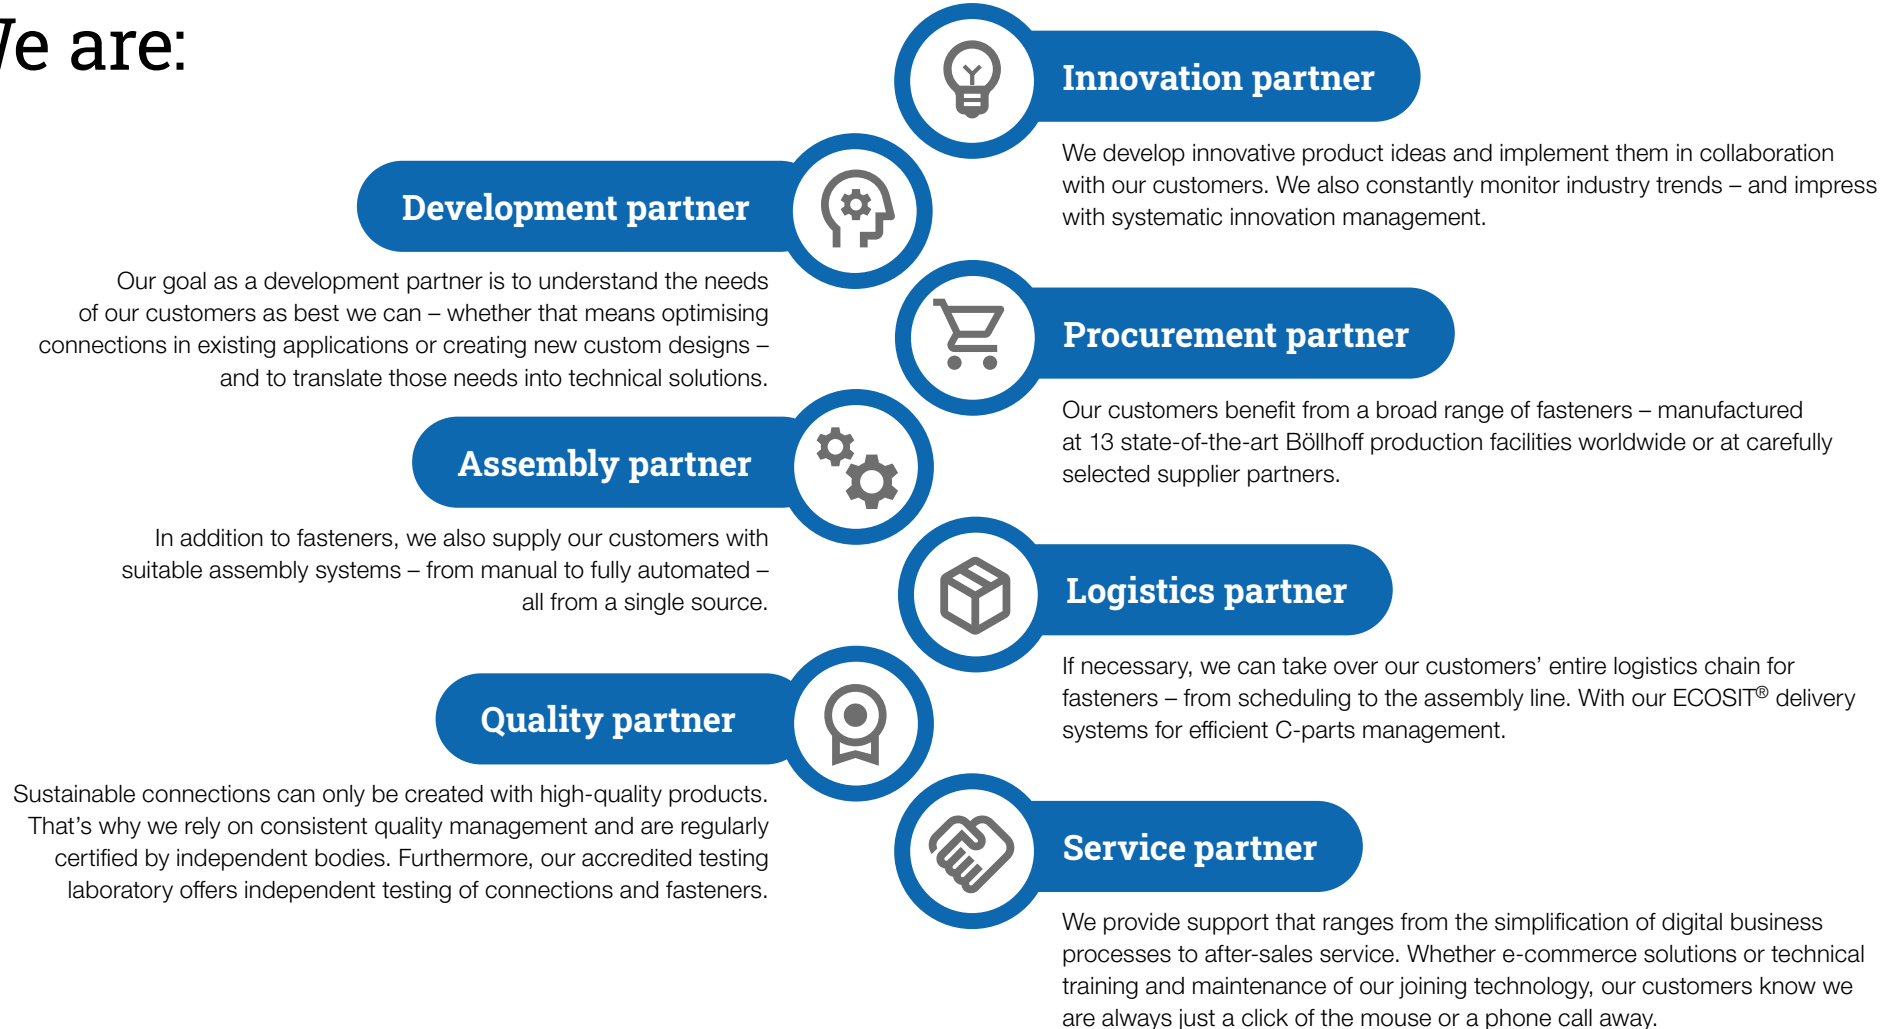 We are:
Innovation partner
We develop innovative product ideas and implement them in collaboration
with our customers. We also constantly monitor industry trends – and impress
with systematic innovation management.
Development partner
Our goal as a development partner is to understand the needs
of our customers as best we can – whether that means optimising
connections in existing applications or creating new custom designs –
and to translate those needs into technical solutions.
Procurement partner
Our customers benefit from a broad range of fasteners – manufactured
at 13 state-of-the-art Böllhoff production facilities worldwide or at carefully
selected supplier partners.
Assembly partner
In addition to fasteners, we also supply our customers with
suitable assembly systems – from manual to fully automated –
all from a single source.
Logistics partner
If necessary, we can take over our customers’ entire logistics chain for
fasteners – from scheduling to the assembly line. With our ECOSIT® delivery
systems for efficient C-parts management.
Quality partner
Sustainable connections can only be created with high-quality products.
That’s why we rely on consistent quality management and are regularly
certified by independent bodies. Furthermore, our accredited testing
laboratory offers independent testing of connections and fasteners.
Service partner
We provide support that ranges from the simplification of digital business
processes to after-sales service. Whether e-commerce solutions or technical
training and maintenance of our joining technology, our customers know we
are always just a click of the mouse or a phone call away.